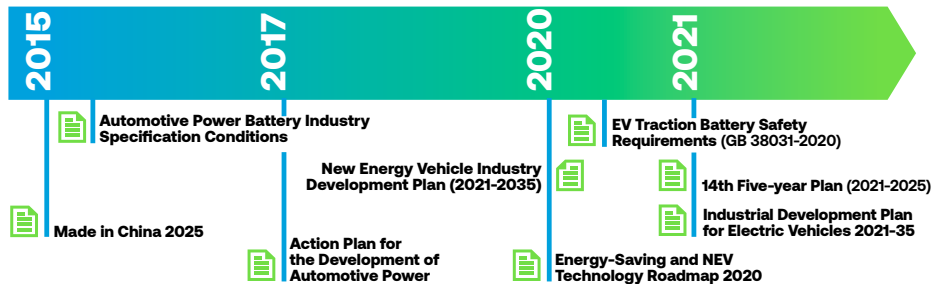 2015
2017
2020
2021
Automotive Power Battery Industry
Specification Conditions
EV Traction Battery Safety
Requirements (GB 38031-2020)
New Energy Vehicle Industry
Development Plan (2021-2035)
14th Five-year Plan (2021-2025)
Made in China 2025
Industrial Development Plan
for Electric Vehicles 2021-35
Action Plan for
the Development of
Automotive Power
Energy-Saving and NEV
Technology Roadmap 2020